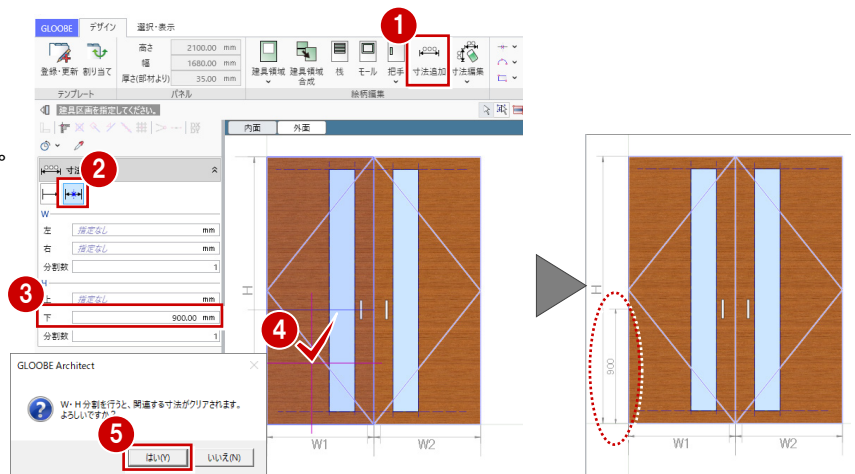 GLOOBE デザイン 選択・表示
1
登録・更新 割り当て
テンプレート
高さ 2100.00 mm
幅 1680.00 mm
厚さ(部材より) 35.00 mm
パネル
建具領域 建具領域合成 桟 モール 把手 寸法追加 寸法編集
絵柄編集
建具区画を指定してください。
内面 外面
。
2
寸法
W
左 指定なし mm
右 指定なし mm
分割数 1
H
3
上 指定なし mm
下 900.00 mm
分割数 1
4
H
W1 W2
GLOOBE Architect
W・H分割を行うと、関連する寸法がクリアされます。
よろしいですか?
5
はい(Y) いいえ(N)
H
900
W1 W2